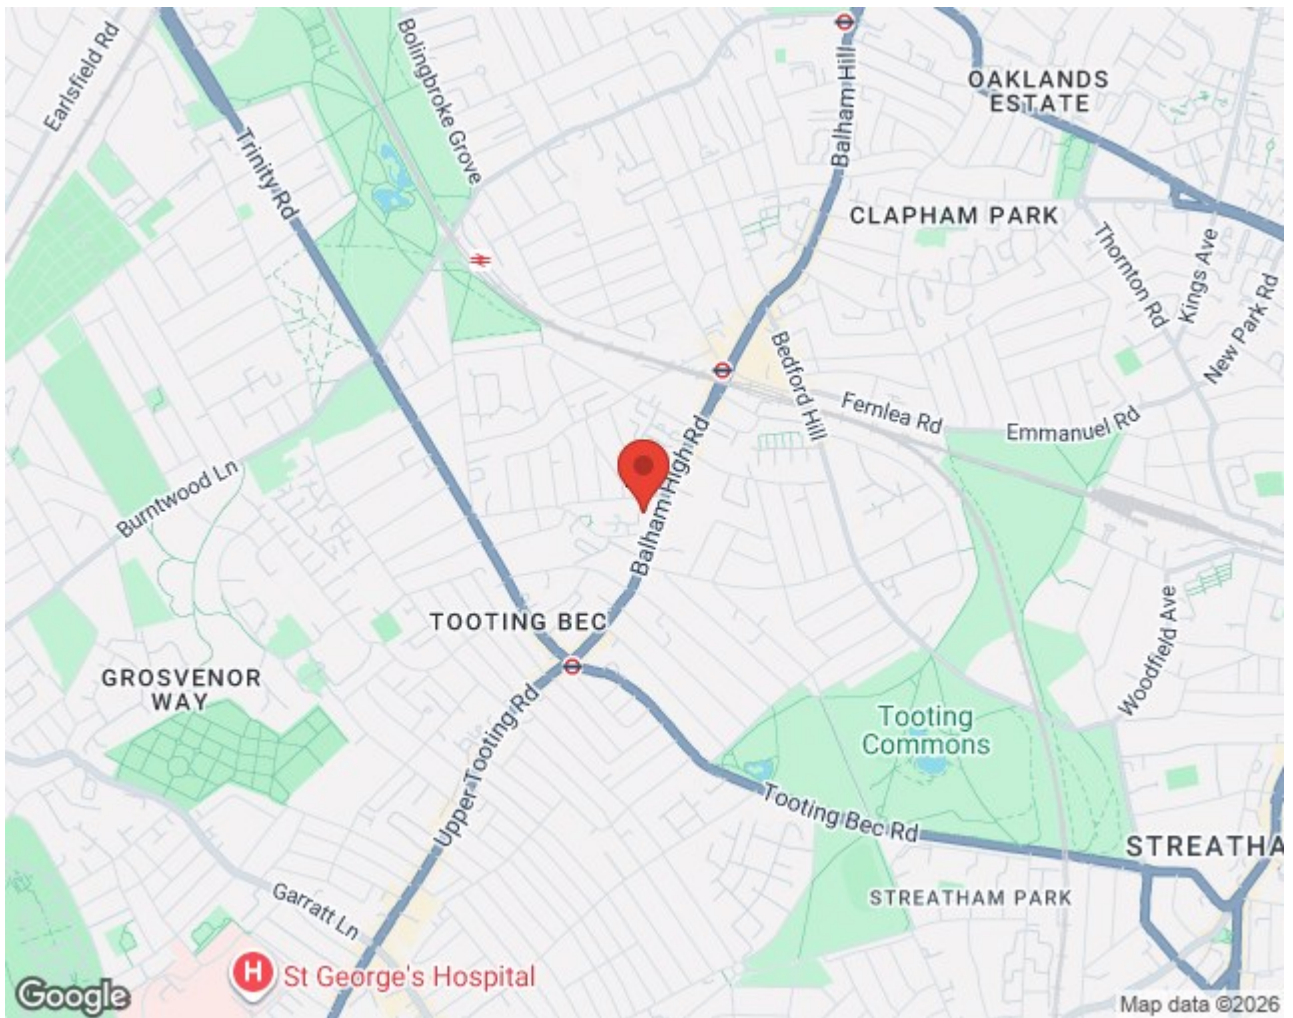 Earlsfield Rd
Bolingbroke Grove
Trinity Rd
Balham Hill
OAKLANDS
ESTATE
CLAPHAM PARK
Thornton Rd
Kings Ave
New Park Rd
Bedford Hill
Fernlea Rd
Emmanuel Rd
Balham High Rd
Burntwood Ln
TOOTING BEC
GROSVENOR
WAY
Woodfield Ave
Tooting
Commons
Upper Tooting Rd
Tooting Bec Rd
STREATHA
STREATHAM PARK
Garratt Ln
H
St George's Hospital
Google
Map data ©2026